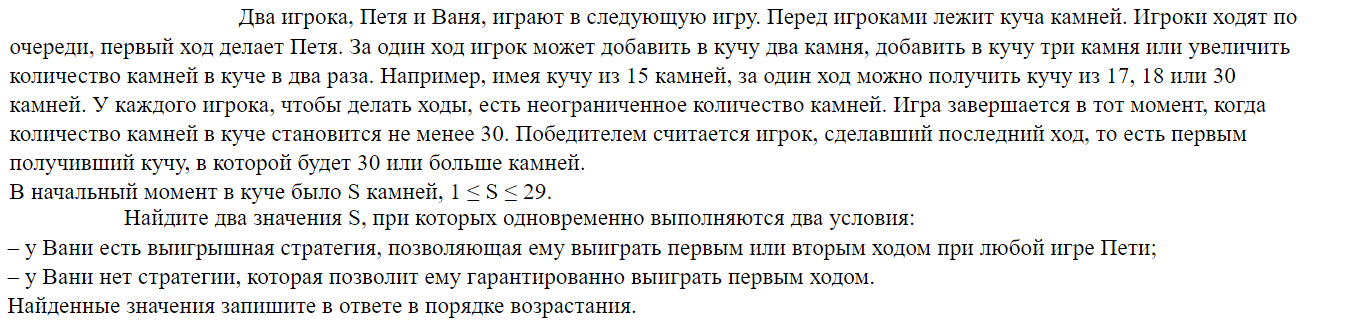 Два игрока, Петя и Ваня, играют в следующую игру. Перед игроками лежит куча камней. Игроки ходят по
очереди, первый ход делает Петя. За один ход игрок может добавить в кучу два камня, добавить в кучу три камня или увеличить
количество камней в куче в два раза. Например, имея кучу из 15 камней, за один ход можно получить кучу из 17, 18 или 30
камней. У каждого игрока, чтобы делать ходы, есть неограниченное количество камней. Игра завершается в тот момент, когда
количество камней в куче становится не менее 30. Победителем считается игрок, сделавший последний ход, то есть первым
получивший кучу, в которой будет 30 или больше камней.
В начальный момент в куче было S камней, 1 ≤ S ≤ 29.
Найдите два значения S, при которых одновременно выполняются два условия:
– у Вани есть выигрышная стратегия, позволяющая ему выиграть первым или вторым ходом при любой игре Пети;
– у Вани нет стратегии, которая позволит ему гарантированно выиграть первым ходом.
Найденные значения запишите в ответе в порядке возрастания.